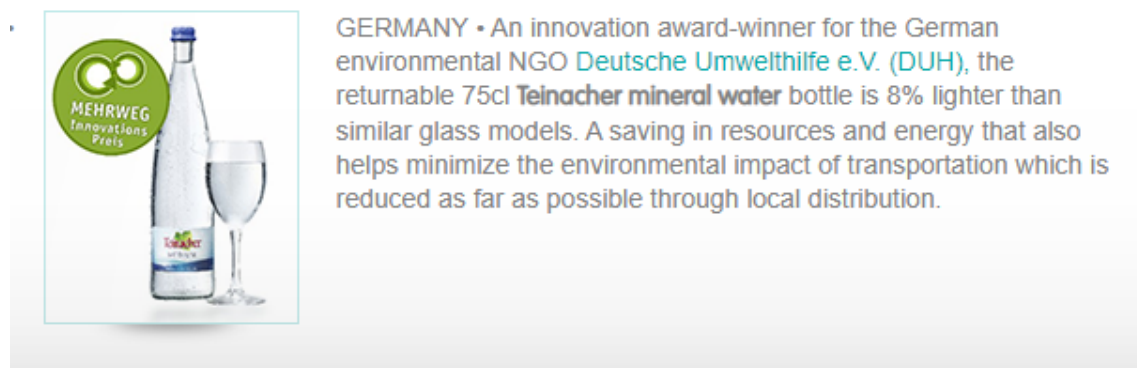 MEHRWEG
Innovations
Preis
Teinacher
GERMANY • An innovation award-winner for the German
environmental NGO Deutsche Umwelthilfe e.V. (DUH), the
returnable 75cl Teinacher mineral water bottle is 8% lighter than
similar glass models. A saving in resources and energy that also
helps minimize the environmental impact of transportation which is
reduced as far as possible through local distribution.